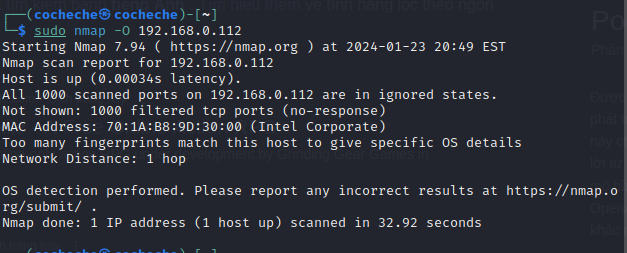 ┌──(cocheche㉿cocheche)-[~]
└─$ sudo nmap -O 192.168.0.112
Starting Nmap 7.94 ( https://nmap.org ) at 2024-01-23 20:49 EST
Nmap scan report for 192.168.0.112
Host is up (0.00034s latency).
All 1000 scanned ports on 192.168.0.112 are in ignored states.
Not shown: 1000 filtered tcp ports (no-response)
MAC Address: 70:1A:B8:9D:30:00 (Intel Corporate)
Too many fingerprints match this host to give specific OS details
Network Distance: 1 hop
OS detection performed. Please report any incorrect results at https://nmap.o
rg/submit/ .
Nmap done: 1 IP address (1 host up) scanned in 32.92 seconds
(cocheche㉿cocheche)-[~]